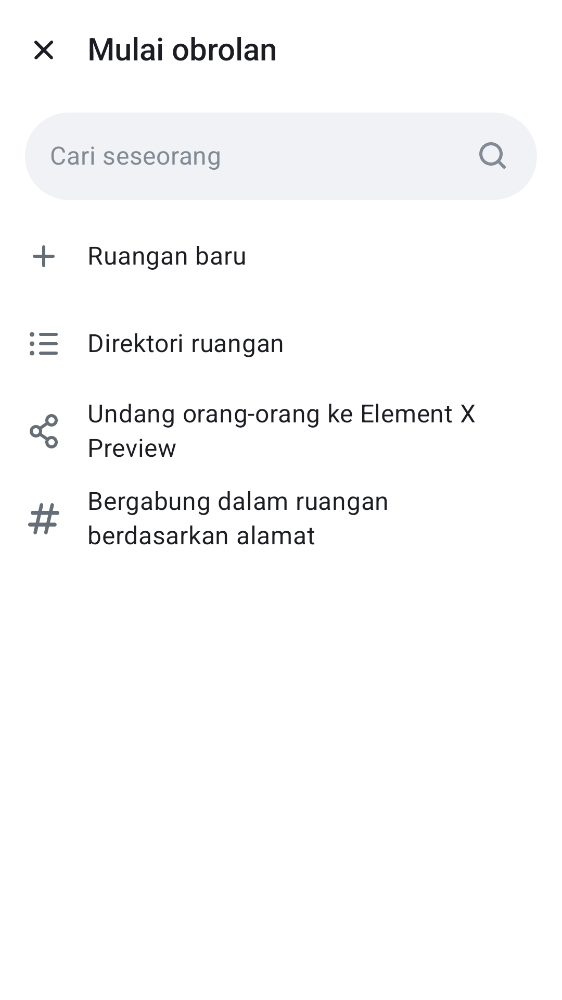 Mulai obrolan
Cari seseorang
Ruangan baru
Direktori ruangan
Undang orang-orang ke Element X
Preview
Bergabung dalam ruangan
berdasarkan alamat